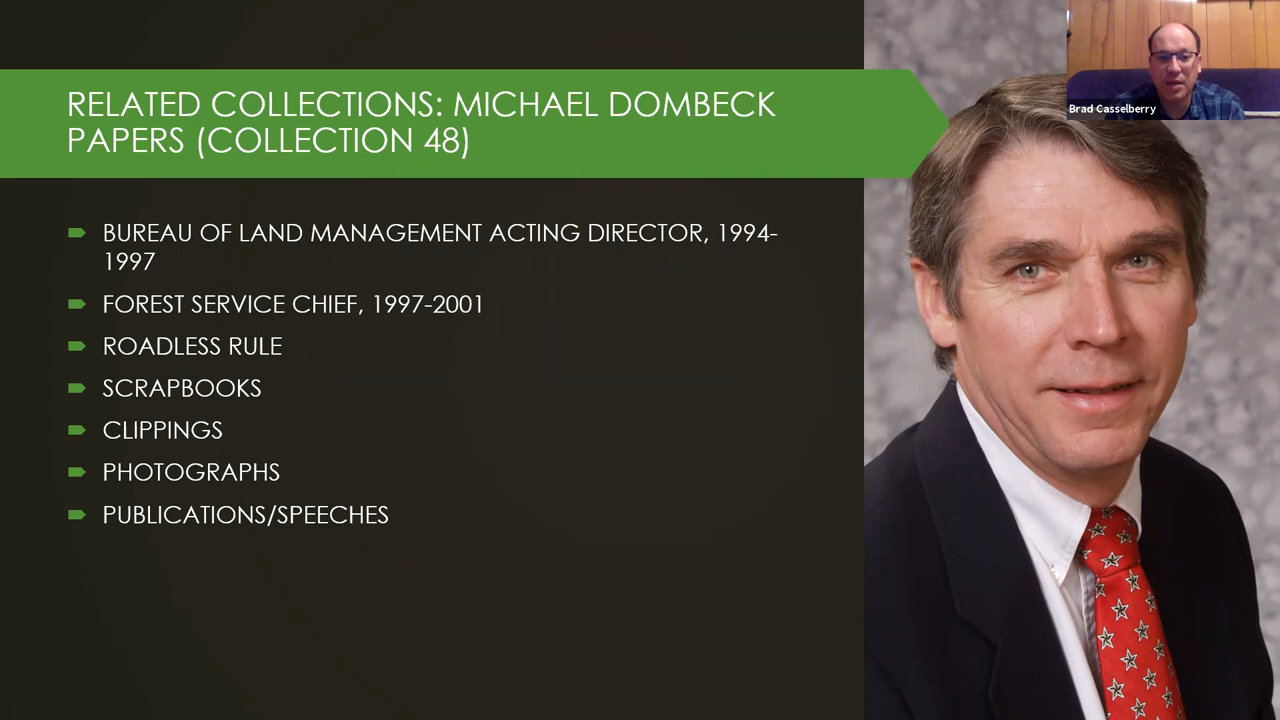 RELATED COLLECTIONS: MICHAEL DOMBECK
PAPERS (COLLECTION 48)
Brad Casselberry
BUREAU OF LAND MANAGEMENT ACTING DIRECTOR, 1994-
1997
FOREST SERVICE CHIEF, 1997-2001
ROADLESS RULE
SCRAPBOOKS
CLIPPINGS
PHOTOGRAPHS
PUBLICATIONS/SPEECHES